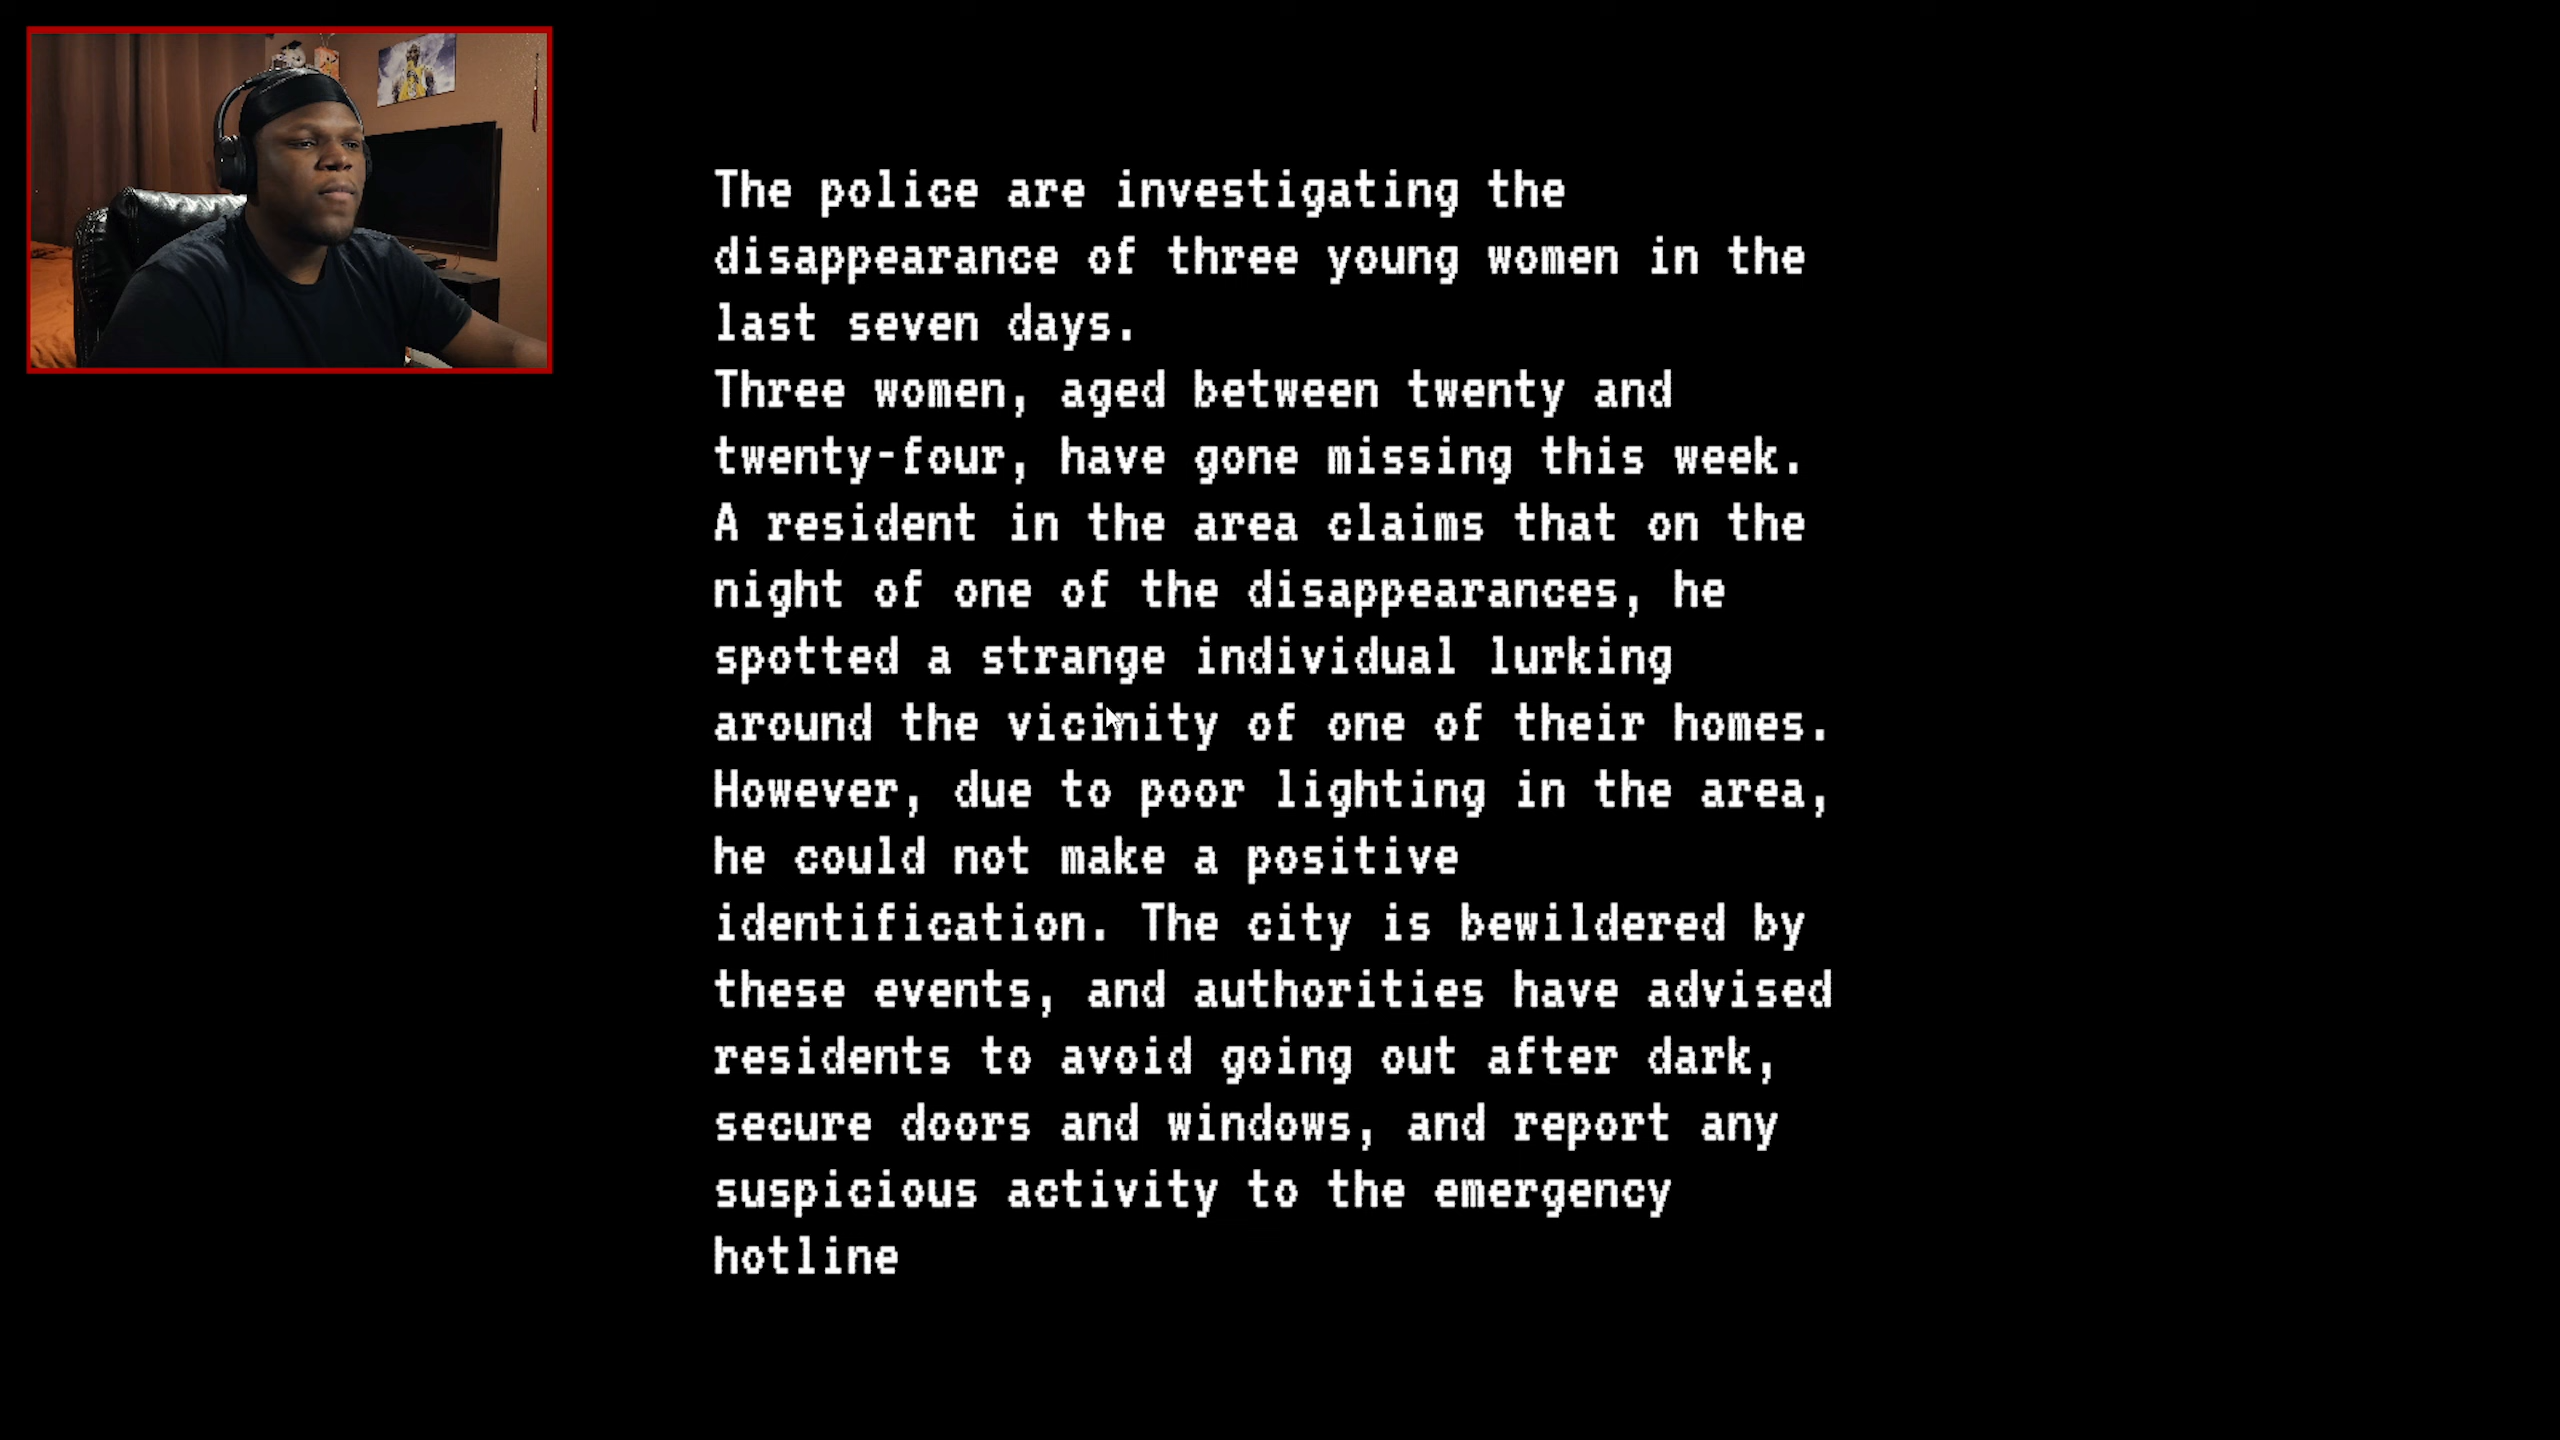 The police are investigating the
disappearance of three young women in the
last seven days.
Three women, aged between twenty and
twenty-four, have gone missing this week.
A resident in the area claims that on the
night of one of the disappearances, he
spotted a strange individual lurking
around the vicinity of one of their homes.
However, due to poor lighting in the area,
he could not make a positive
identification. The city is bewildered by
these events, and authorities have advised
residents to avoid going out after dark,
secure doors and windows, and report any
suspicious activity to the emergency
hotline